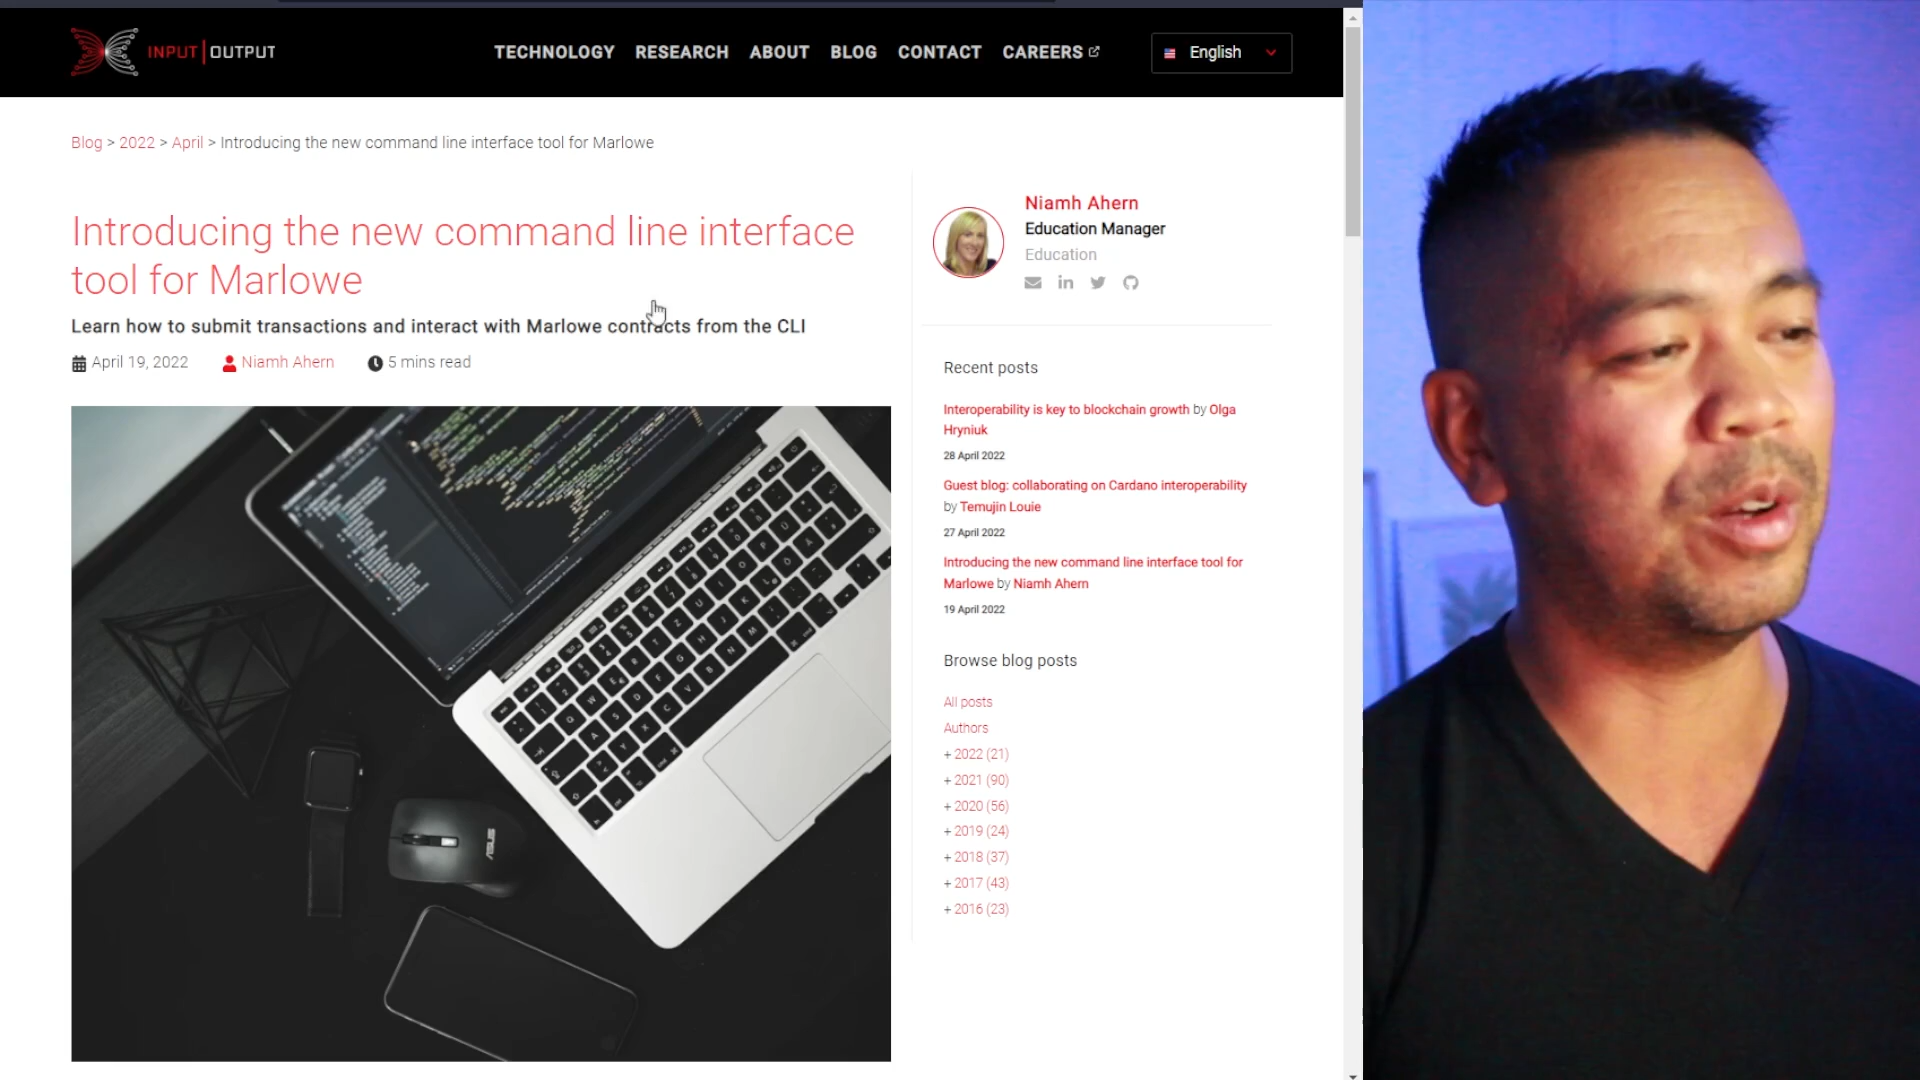 INPUT|OUTPUT
TECHNOLOGY RESEARCH ABOUT BLOG CONTACT CAREERS
English
Blog > 2022 > April > Introducing the new command line interface tool for Marlowe
Introducing the new command line interface
tool for Marlowe
Learn how to submit transactions and interact with Marlowe contracts from the CLI
April 19, 2022 Niamh Ahern 5 mins read
Niamh Ahern
Education Manager
Education
Recent posts
Interoperability is key to blockchain growth by Olga
Hryniuk
28 April 2022
Guest blog: collaborating on Cardano interoperability
by Temujin Louie
27 April 2022
Introducing the new command line interface tool for
Marlowe by Niamh Ahern
19 April 2022
Browse blog posts
All posts
Authors
+ 2022 (21)
+ 2021 (90)
+ 2020 (56)
+ 2019 (24)
+ 2018 (37)
+ 2017 (43)
+ 2016 (23)
ASUS